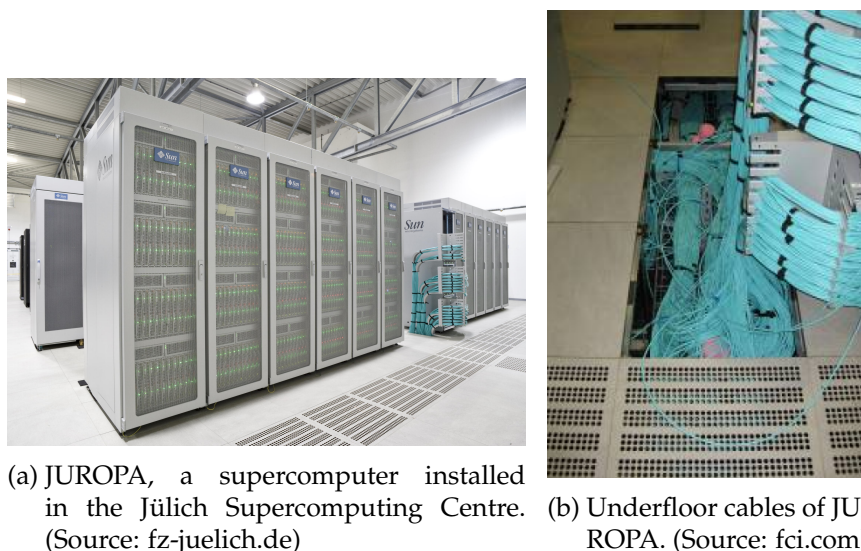 Sun
Sun
Sun
Sun
Sun
(a) JUROPA, a supercomputer installed
in the Jülich Supercomputing Centre.
(Source: fz-juelich.de)
(b) Underfloor cables of JU
ROPA. (Source: fci.com